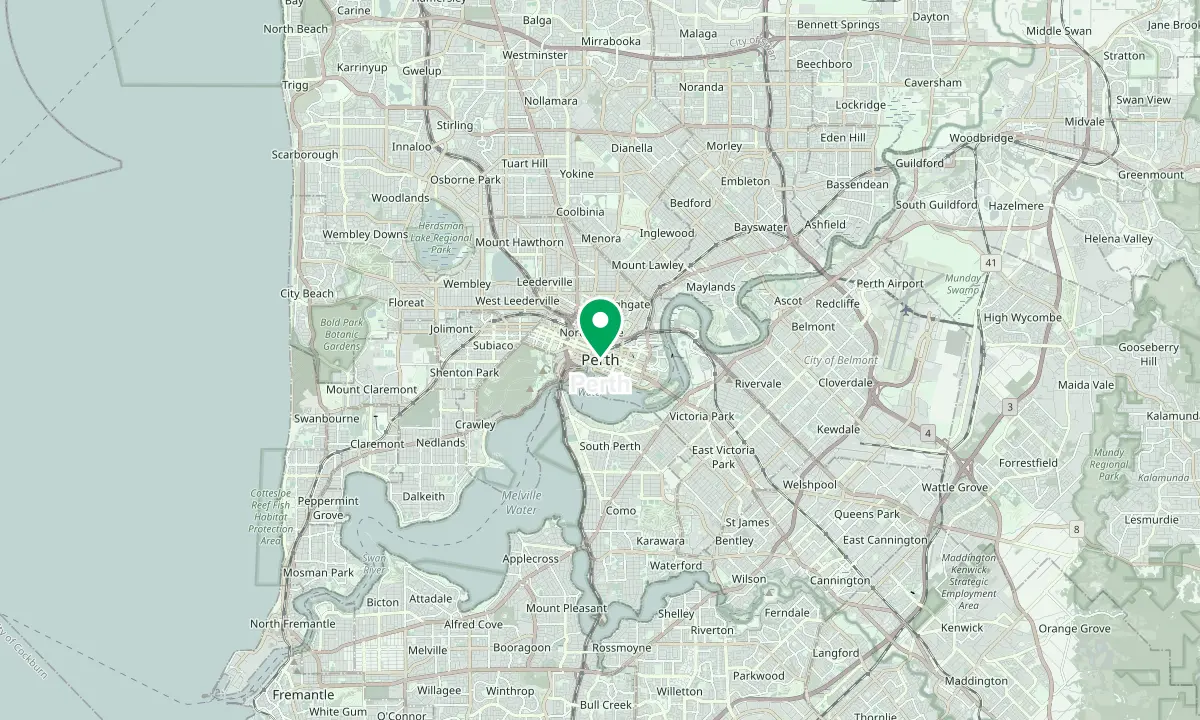 Bay
Carine
Hamersley
Balga
Malaga
Bennett Springs
Dayton
Middle Swan
Jane Brook
North Beach
Mirrabooka
City of
Westminster
Stratton
Karrinyup
Gwelup
Beechboro
Caversham
Trigg
Noranda
Nollamara
Lockridge
Swan View
Stirling
Midvale
Innaloo
Dianella
Morley
Eden Hill
Woodbridge
Scarborough
Tuart Hill
Yokine
Guildford
Greenmount
Osborne Park
Embleton
Bassendean
Woodlands
Bedford
South Guildford
Hazelmere
Coolbinia
Herdsman
Lake Regional
Park
Wembley Downs
Mount Hawthorn
Menora
Inglewood
Bayswater
Ashfield
Helena Valley
Mount Lawley
41
Leederville
Wembley
Maylands
Perth Airport
Munday
Swamp
City Beach
Floreat
West Leederville
Ascot
Redcliffe
High Wycombe
Bold Park
Botanic
Gardens
Jolimont
Belmont
Subiaco
Perth
Perth
City of Belmont
Gooseberry
Hill
Shenton Park
Mount Claremont
Rivervale
Cloverdale
Maida Vale
Swanbourne
Crawley
Victoria Park
3
Kalamunda
Claremont
Nedlands
South Perth
East Victoria
Park
Kewdale
4
Forrestfield
Mundy
Regional
Park
Kalamunda
Cottesloe
Reef Fish
Habitat
Protection
Area
Peppermint
Grove
Dalkeith
Melville
Water
Welshpool
Wattle Grove
Como
St James
Queens Park
Lesmurdie
8
Karawara
Bentley
East Cannington
Swan
River
Applecross
Waterford
Maddington
Kenwick
Strategic
Employment
Area
Mosman Park
Wilson
Cannington
Bicton
Attadale
Mount Pleasant
Shelley
Ferndale
North Fremantle
Alfred Cove
Riverton
Kenwick
Orange Grove
City of Cockburn
Melville
Booragoon
Rossmoyne
Langford
Parkwood
Maddington
Fremantle
Willagee
Winthrop
Willetton
White Gum
O'Connor
Bull Creek
Thornlie